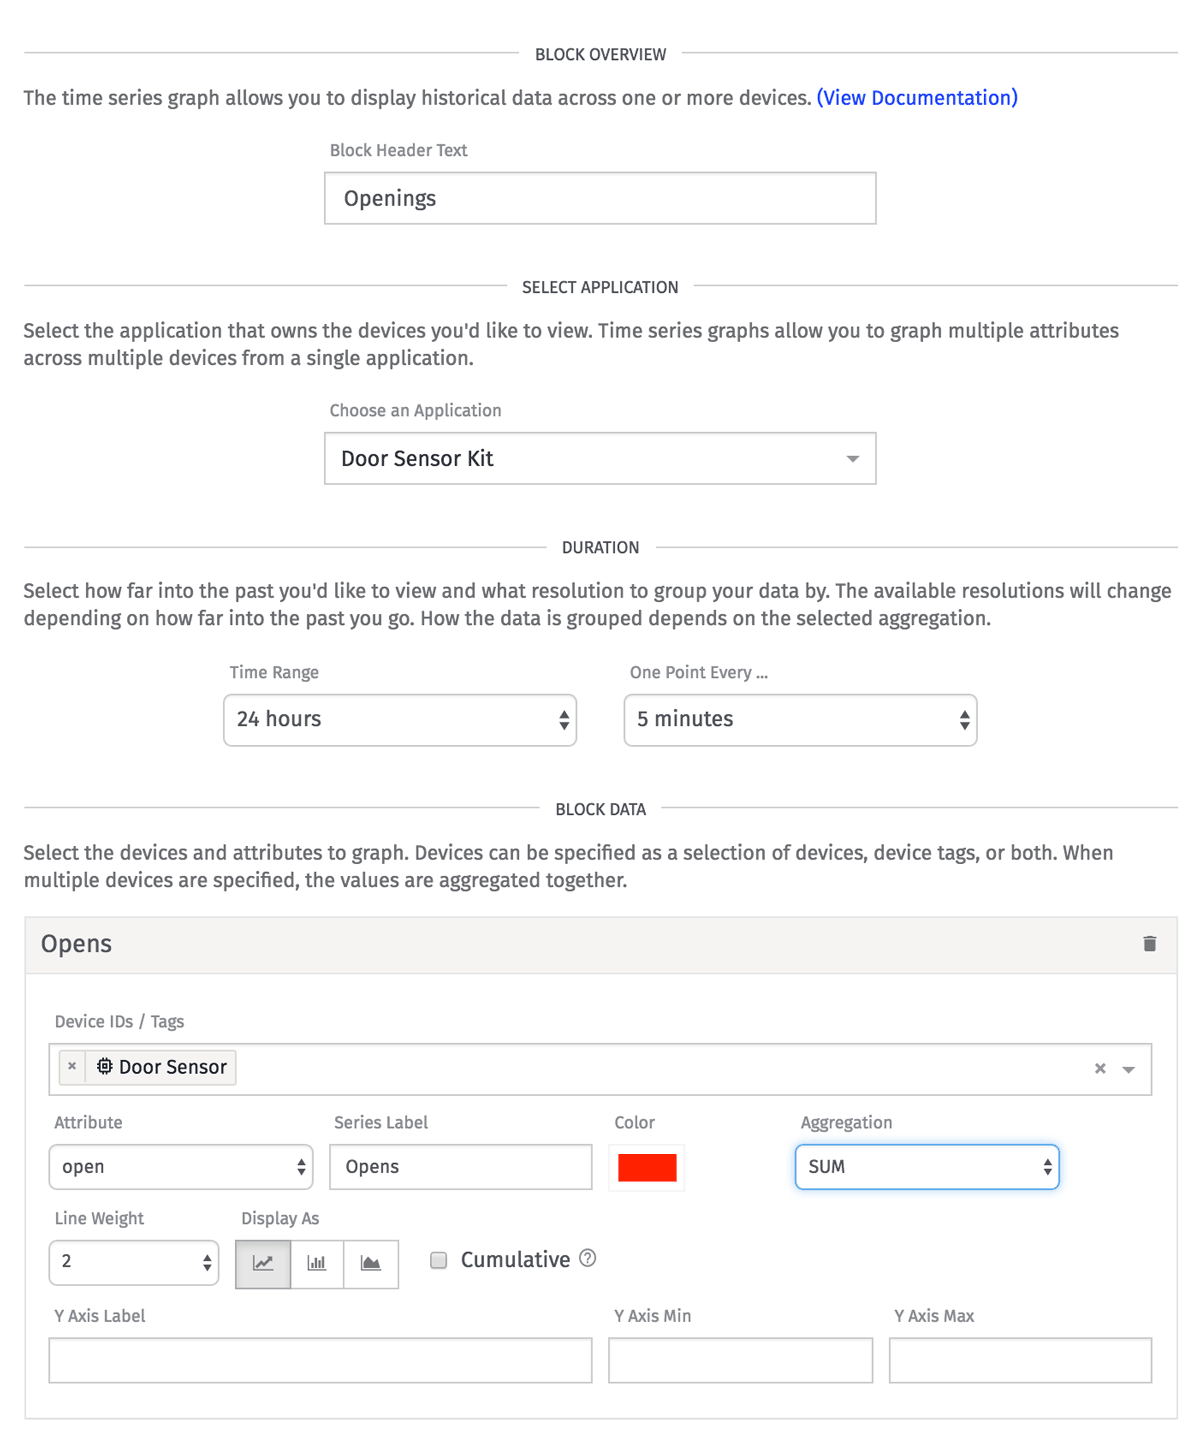 BLOCK OVERVIEW
The time series graph allows you to display historical data across one or more devices. (View Documentation)
Block Header Text
Openings
SELECT APPLICATION
Select the application that owns the devices you'd like to view. Time series graphs allow you to graph multiple attributes
across multiple devices from a single application.
Choose an Application
Door Sensor Kit
DURATION
Select how far into the past you'd like to view and what resolution to group your data by. The available resolutions will change
depending on how far into the past you go. How the data is grouped depends on the selected aggregation.
Time Range
One Point Every ...
24 hours
5 minutes
BLOCK DATA
Select the devices and attributes to graph. Devices can be specified as a selection of devices, device tags, or both. When
multiple devices are specified, the values are aggregated together.
Opens
Device IDs / Tags
× Door Sensor ×
Attribute
Series Label
Color
Aggregation
open
Opens
SUM
Line Weight
Display As
2
Cumulative ?
Y Axis Label
Y Axis Min
Y Axis Max